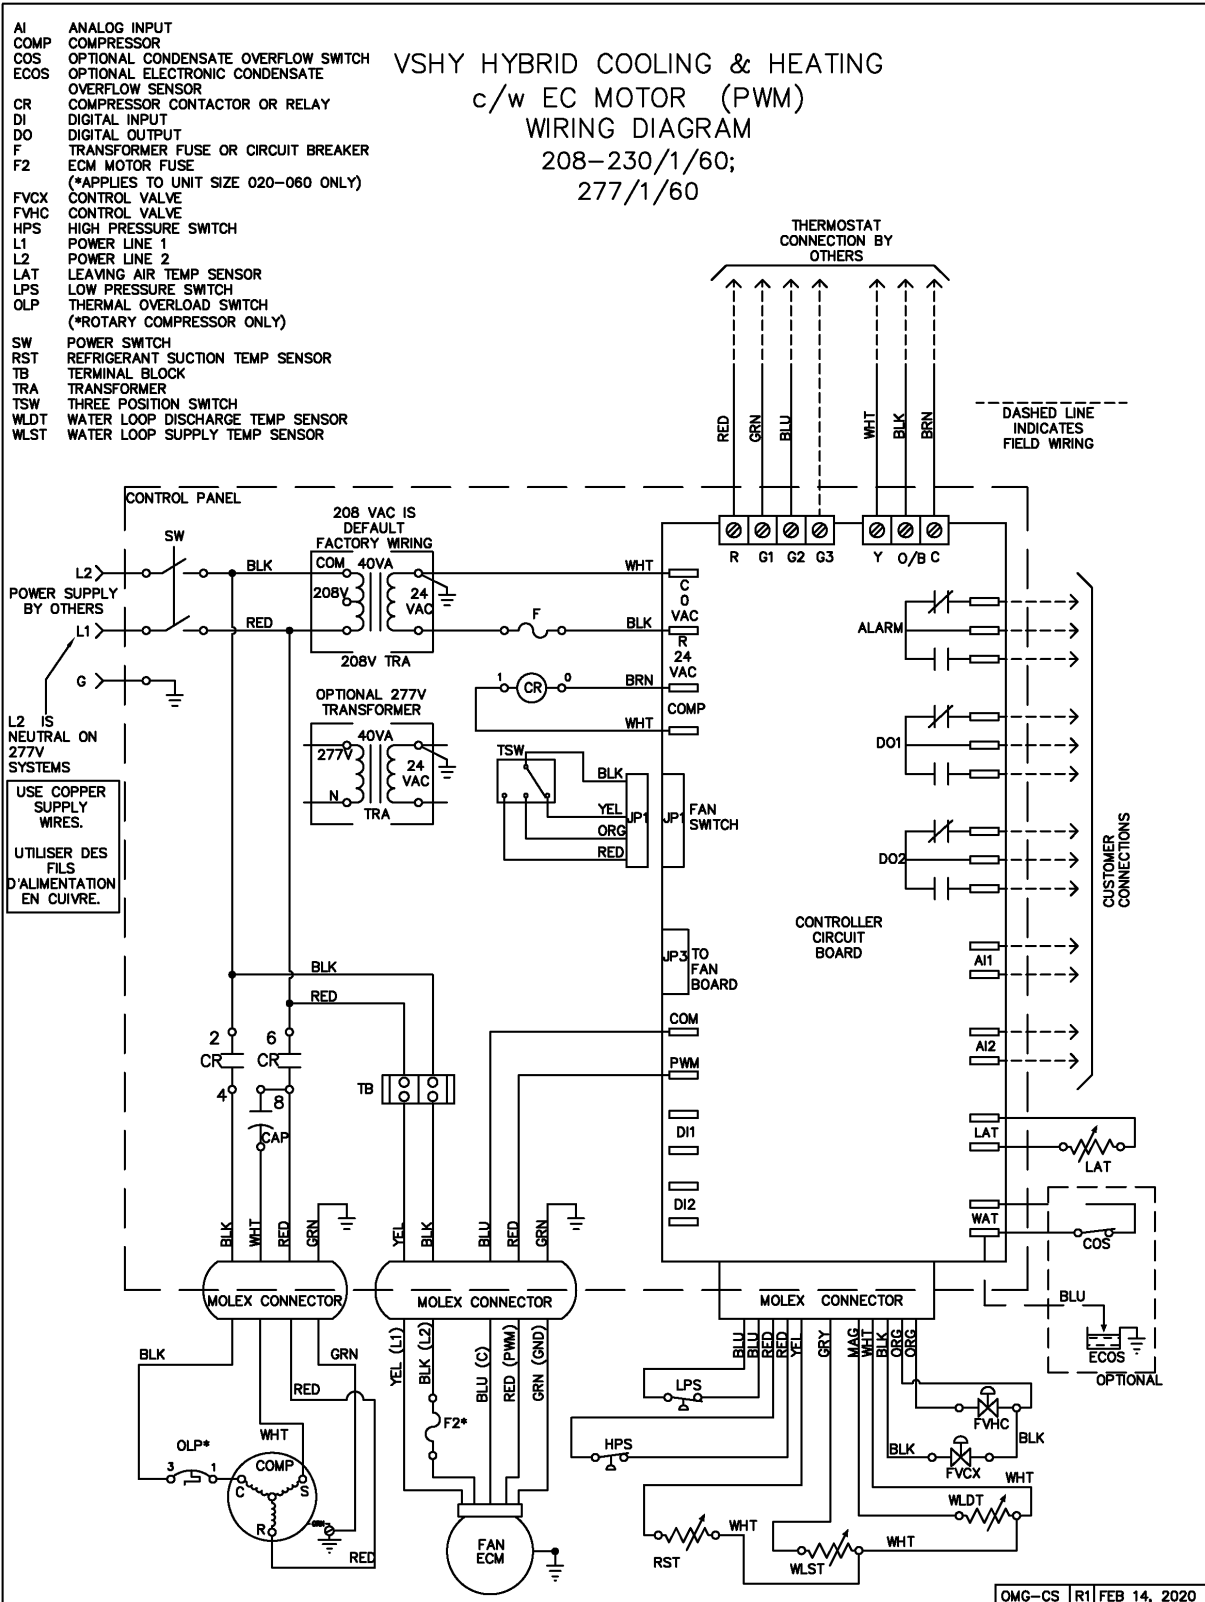 AI ANALOG INPUT
COMP COMPRESSOR
COS OPTIONAL CONDENSATE OVERFLOW SWITCH
ECOS OPTIONAL ELECTRONIC CONDENSATE
OVERFLOW SENSOR
CR COMPRESSOR CONTACTOR OR RELAY
DI DIGITAL INPUT
DO DIGITAL OUTPUT
F TRANSFORMER FUSE OR CIRCUIT BREAKER
F2 ECM MOTOR FUSE
(*APPLIES TO UNIT SIZE 020-060 ONLY)
FVCX CONTROL VALVE
FVHC CONTROL VALVE
HPS HIGH PRESSURE SWITCH
L1 POWER LINE 1
L2 POWER LINE 2
LAT LEAVING AIR TEMP SENSOR
LPS LOW PRESSURE SWITCH
OLP THERMAL OVERLOAD SWITCH
(*ROTARY COMPRESSOR ONLY)
SW POWER SWITCH
RST REFRIGERANT SUCTION TEMP SENSOR
TB TERMINAL BLOCK
TRA TRANSFORMER
TSW THREE POSITION SWITCH
WLDT WATER LOOP DISCHARGE TEMP SENSOR
WLST WATER LOOP SUPPLY TEMP SENSOR
VSHY HYBRID COOLING & HEATING
c/w EC MOTOR (PWM)
WIRING DIAGRAM
208-230/1/60;
277/1/60
THERMOSTAT
CONNECTION BY
OTHERS
RED GRN BLU WHT BLK BRN
DASHED LINE
INDICATES
FIELD WIRING
CONTROL PANEL
R G1 G2 G3 Y O/B C
208 VAC IS
DEFAULT
FACTORY WIRING
SW
L2 BLK COM 40VA WHT
208V 24
VAC
C
0
VAC
POWER SUPPLY
BY OTHERS
L1 RED F BLK
R
24
VAC
208V TRA
G
1 CR 0 BRN
COMP
WHT
OPTIONAL 277V
TRANSFORMER
40VA
277V 24
VAC
N
TRA
L2 IS
NEUTRAL ON
277V
SYSTEMS
USE COPPER
SUPPLY
WIRES.
UTILISER DES
FILS
D'ALIMENTATION
EN CUIVRE.
TSW
BLK
YEL
ORG
RED
JP1 JP1
FAN
SWITCH
ALARM
DO1
DO2
CUSTOMER
CONNECTIONS
CONTROLLER
CIRCUIT
BOARD
JP3 TO
FAN
BOARD
AI1
AI2
BLK
RED
COM
PWM
2 6
CR CR
4 8
CAP
TB
DI1
DI2
LAT
LAT
WAT
COS
BLK WHT RED GRN
YEL BLK BLU RED GRN
MOLEX CONNECTOR
MOLEX CONNECTOR
MOLEX CONNECTOR
BLU
ECOS
OPTIONAL
BLK GRN
RED
WHT
OLP*
3 1
COMP
C S
R
GRN
RED
YEL (L1) BLK (L2) BLU (C) RED (PWM) GRN (GND)
F2*
FAN
ECM
BLU BLU RED RED YEL GRY MAG WHT BLK ORG ORG
LPS
HPS
FVHC
BLK
BLK
FVCX
WHT
WLDT
RST
WHT
WLST
WHT
OMG-CS R1 FEB 14, 2020